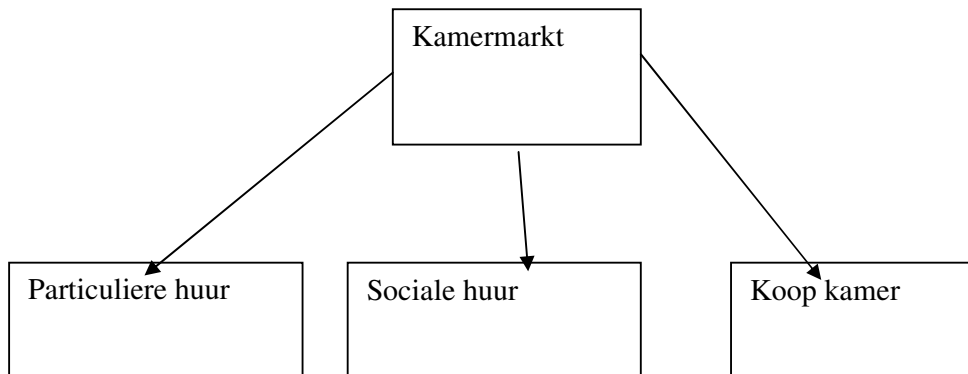 Kamermarkt
Particuliere huur
Sociale huur
Koop kamer